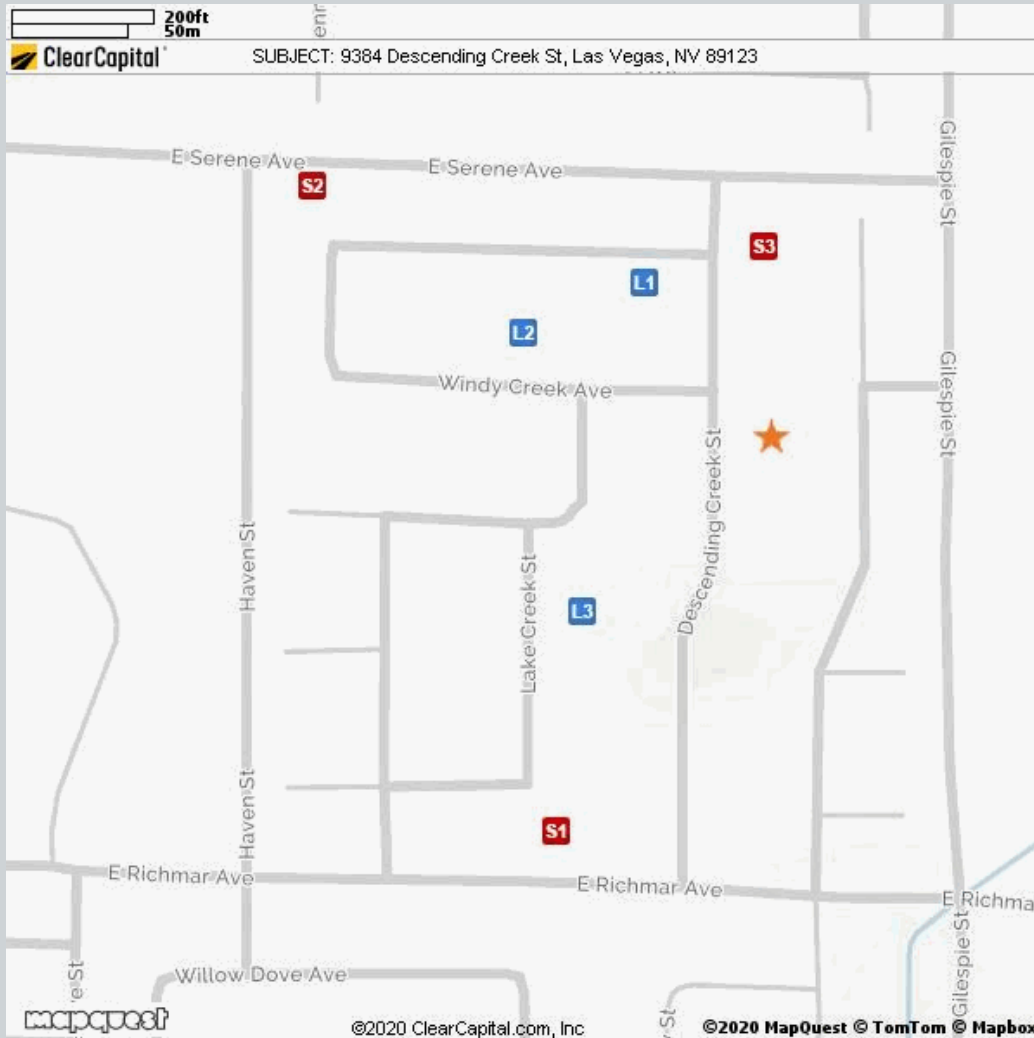 200ft
50m
ClearCapital
SUBJECT: 9384 Descending Creek St, Las Vegas, NV 89123
E Serene Ave
E Serene Ave
Gilespie St
S2
S3
L1
L2
Windy Creek Ave
Gilespie St
Descending Creek St
Haven St
Lake Creek St
L3
Haven St
S1
E Richmar Ave
E Richmar Ave
E Richma
Gilespie St
Willow Dove Ave
e St
St
mapquest
©2020 ClearCapital.com, Inc
©2020 MapQuest © TomTom © Mapbox